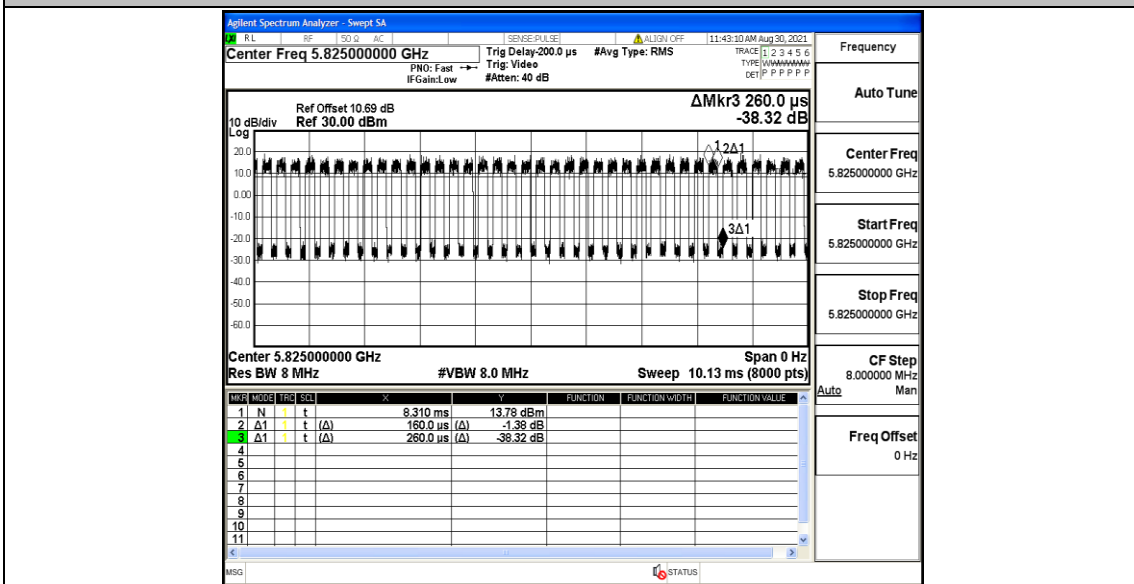 Agilent Spectrum Analyzer - Swept SA
RL RF 50 Ω AC SENSE:PULSE ALIGN OFF 11:43:10 AM Aug 30, 2021
Center Freq 5.825000000 GHz
PNO: Fast
IFGain:Low
Trig Delay-200.0 µs
Trig: Video
#Atten: 40 dB
#Avg Type: RMS
TRACE 1 2 3 4 5 6
TYPE
DET P P P P P P
ΔMkr3 260.0 µs
-38.32 dB
Ref Offset 10.69 dB
10 dB/div Ref 30.00 dBm
Log
20.0
10.0
0.00
-10.0
-20.0
-30.0
-40.0
-50.0
-60.0
1 2Δ1
3Δ1
Center 5.825000000 GHz Span 0 Hz
Res BW 8 MHz #VBW 8.0 MHz Sweep 10.13 ms (8000 pts)
MKR MODE TRC SCL X Y FUNCTION FUNCTION WIDTH FUNCTION VALUE
1 N 1 t 8.310 ms 13.78 dBm
2 Δ1 1 t (Δ) 160.0 µs (Δ) -1.38 dB
3 Δ1 1 t (Δ) 260.0 µs (Δ) -38.32 dB
4
5
6
7
8
9
10
11
MSG STATUS
Frequency
Auto Tune
Center Freq
5.825000000 GHz
Start Freq
5.825000000 GHz
Stop Freq
5.825000000 GHz
CF Step
8.000000 MHz
Auto Man
Freq Offset
0 Hz